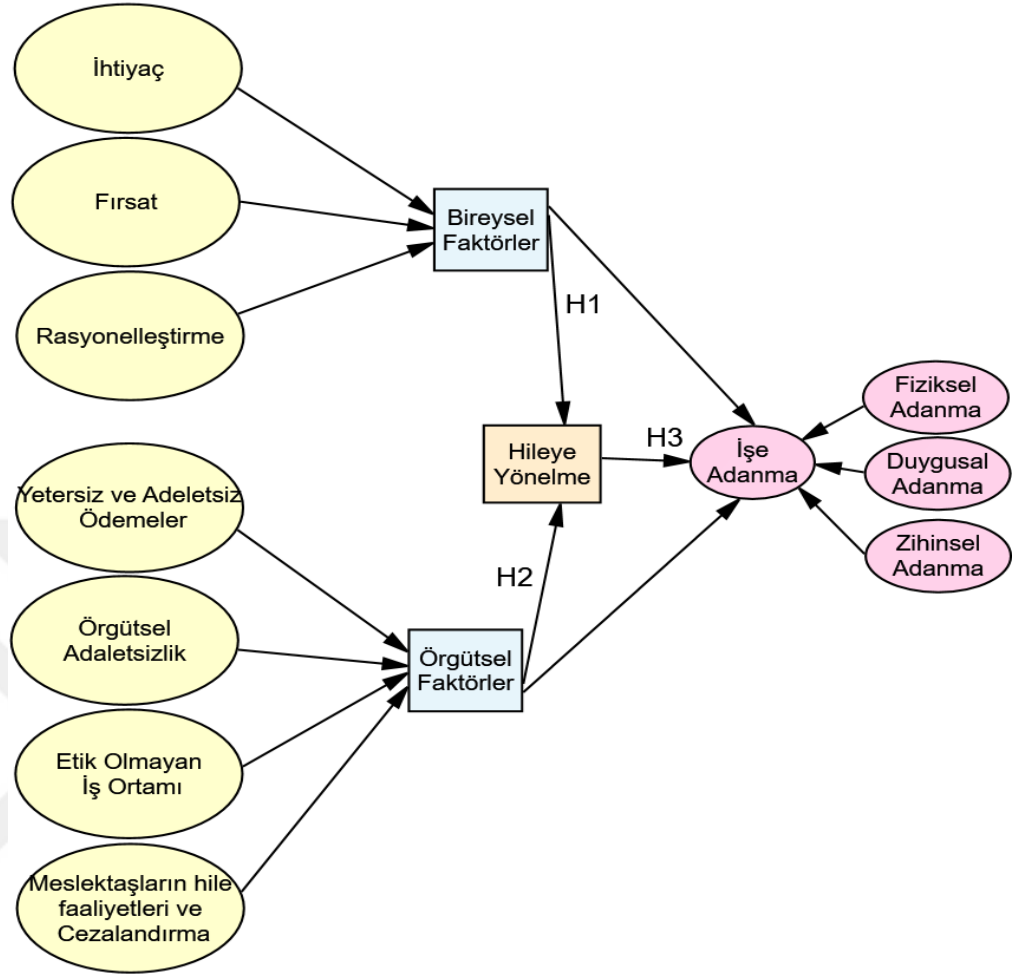 İhtiyaç
Fırsat
Rasyonelleştirme
Bireysel
Faktörler
H1
Hileye
Yönelme
H3
İşe
Adanma
Fiziksel
Adanma
Duygusal
Adanma
Zihinsel
Adanma
H2
Yetersiz ve Adeletsiz
Ödemeler
Örgütsel
Adaletsizlik
Örgütsel
Faktörler
Etik Olmayan
İş Ortamı
Meslektaşların hile
faaliyetleri ve
Cezalandırma